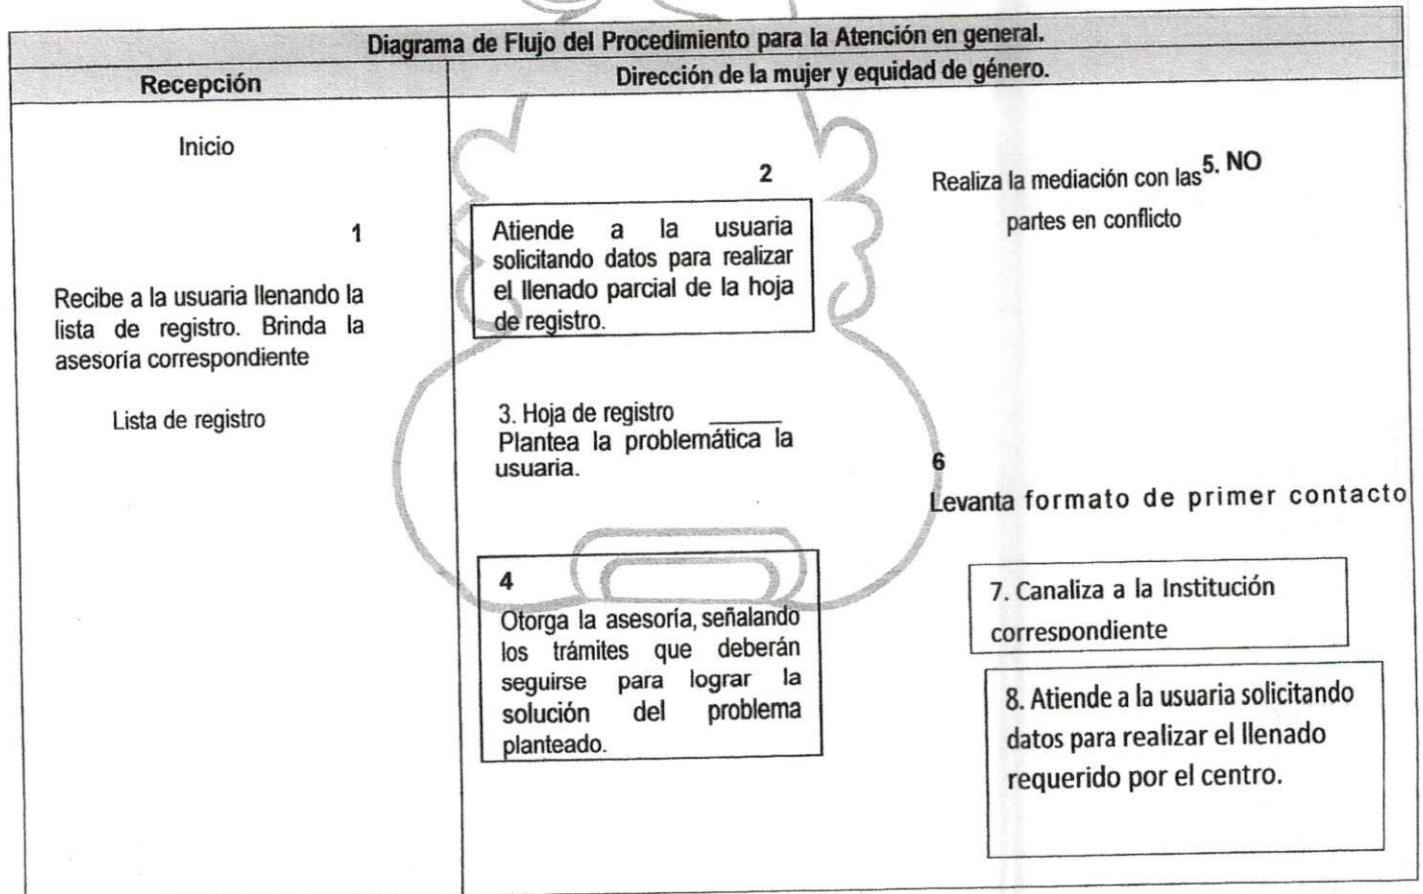 Diagrama de Flujo del Procedimiento para la Atención en general.
Recepción
Dirección de la mujer y equidad de género.
Inicio
1
Recibe a la usuaria llenando la
lista de registro. Brinda la
asesoría correspondiente
Lista de registro
2
Atiende a la usuaria
solicitando datos para realizar
el llenado parcial de la hoja
de registro.
3. Hoja de registro ______
Plantea la problemática la
usuaria.
4
Otorga la asesoría, señalando
los trámites que deberán
seguirse para lograr la
solución del problema
planteado.
Realiza la mediación con las 5. NO
partes en conflicto
6
Levanta formato de primer contacto
7. Canaliza a la Institución
correspondiente
8. Atiende a la usuaria solicitando
datos para realizar el llenado
requerido por el centro.